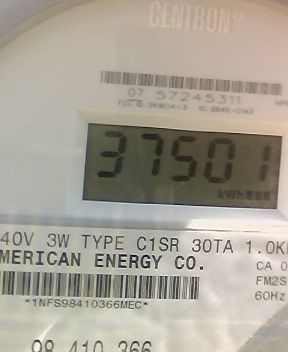 CENTRON®
07 57245311
37501
kWh
40V 3W TYPE C1SR 30TA 1.0K
MERICAN ENERGY CO.
CA 0
FM2S
*1NFS98410366MEC*
60Hz
98 410 366